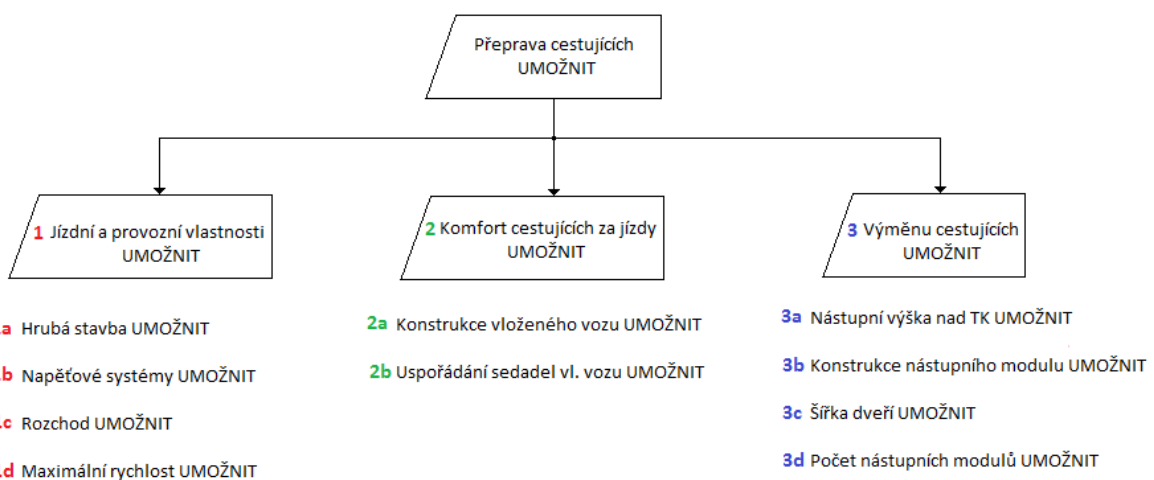 Přeprava cestujících
UMOŽNIT
1 Jízdní a provozní vlastnosti
UMOŽNIT
2 Komfort cestujících za jízdy
UMOŽNIT
3 Výměnu cestujících
UMOŽNIT
a Hrubá stavba UMOŽNIT
b Napěťové systémy UMOŽNIT
c Rozchod UMOŽNIT
d Maximální rychlost UMOŽNIT
2a Konstrukce vloženého vozu UMOŽNIT
2b Uspořádání sedadel vl. vozu UMOŽNIT
3a Nástupní výška nad TK UMOŽNIT
3b Konstrukce nástupního modulu UMOŽNIT
3c Šířka dveří UMOŽNIT
3d Počet nástupních modulů UMOŽNIT